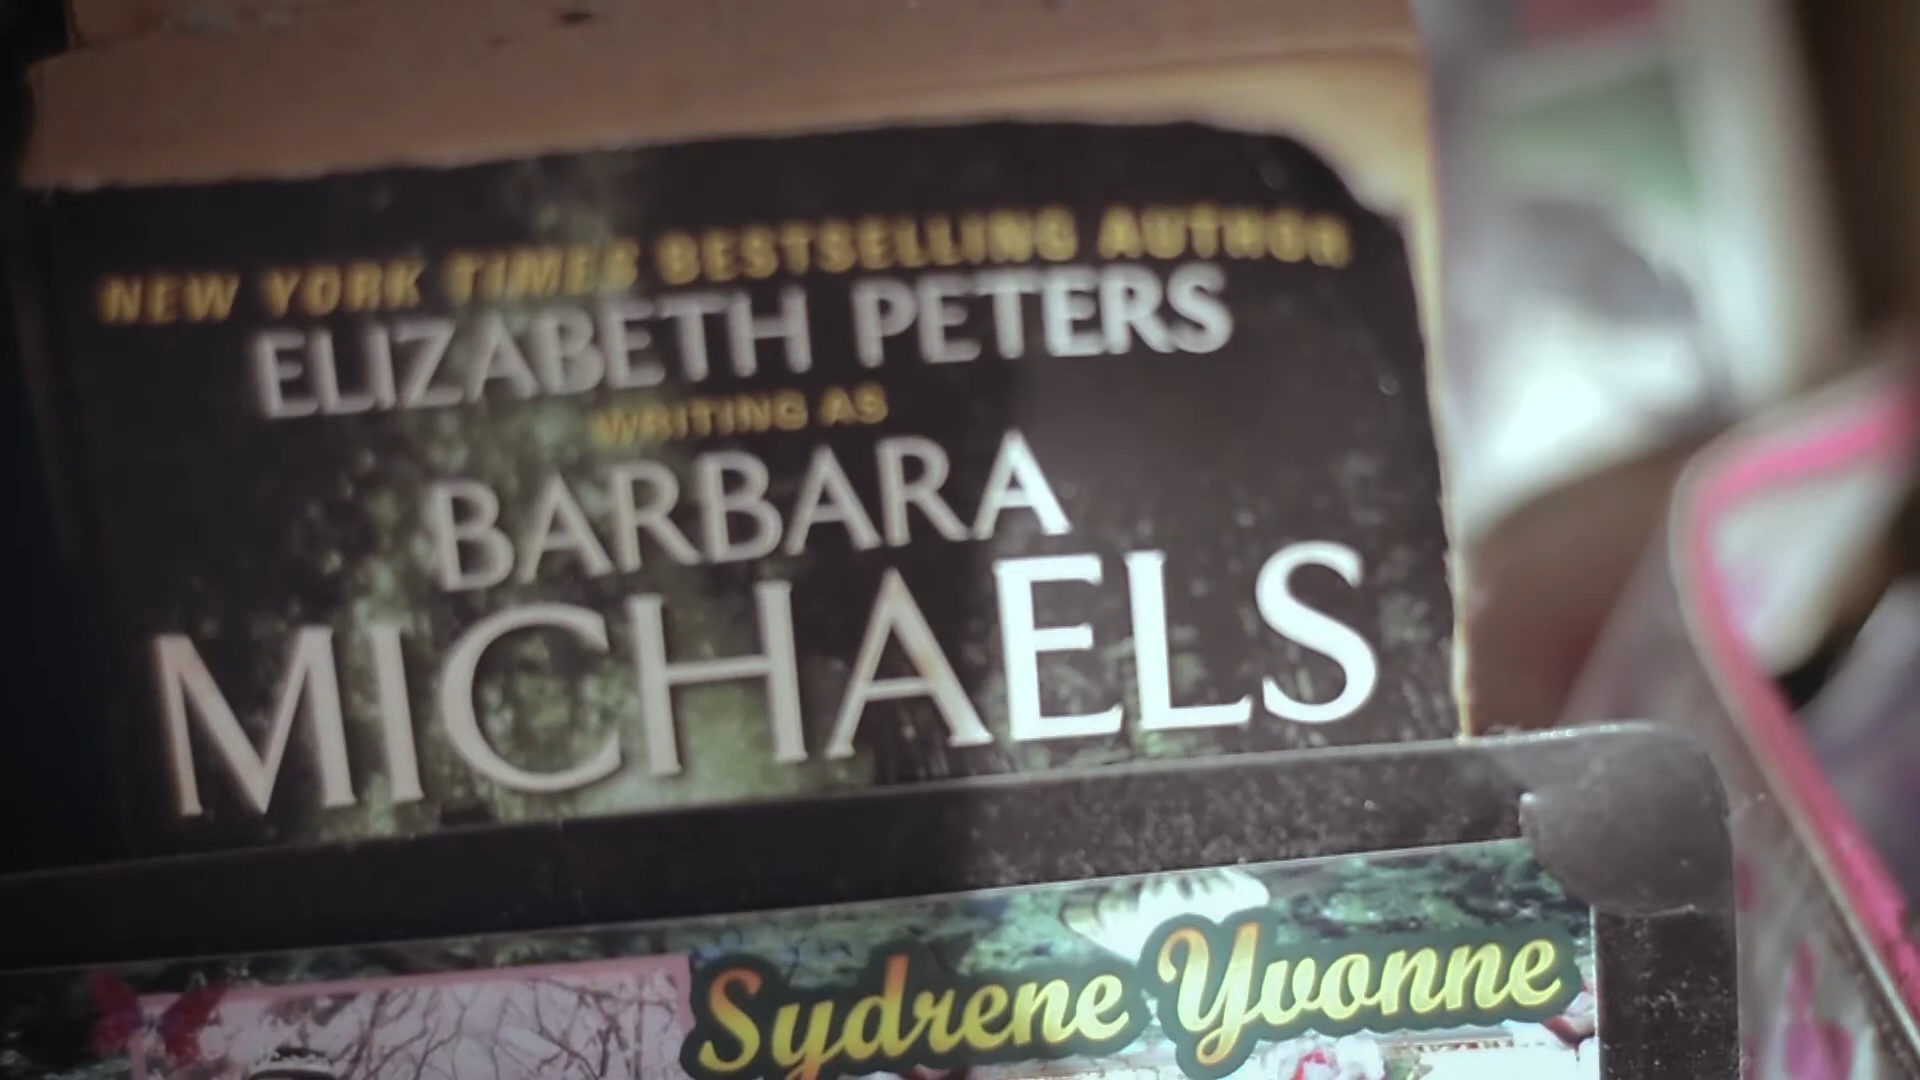 NEW YORK TIMES BESTSELLING AUTHOR
ELIZABETH PETERS
WRITING AS
BARBARA
MICHAELS
Sydrene Yvonne